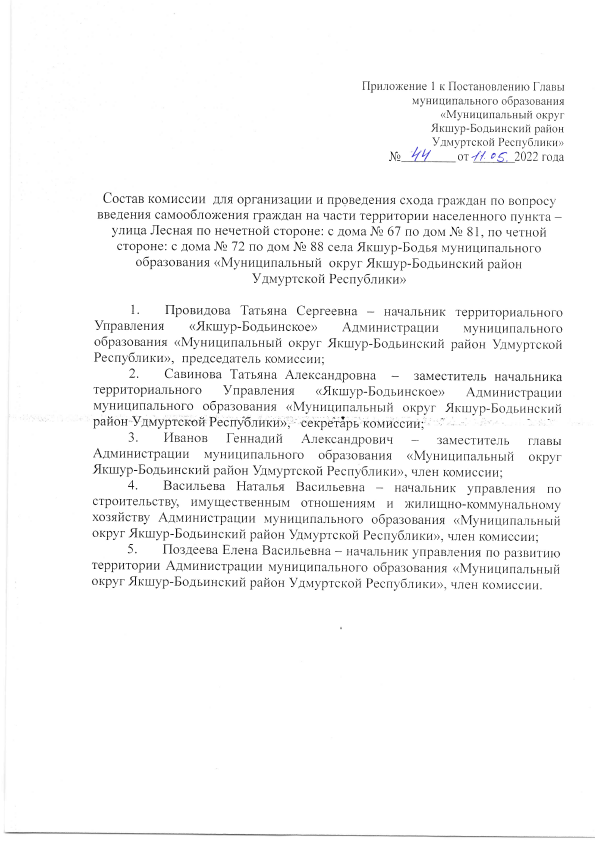 Приложение 1 к Постановлению Главы
муниципального образования
«Муниципальный округ
Якшур-Бодьинский район
Удмуртской Республики»
№ 44 от 11.05. 2022 года
Состав комиссии для организации и проведения схода граждан по вопросу
введения самообложения граждан на части территории населенного пункта –
улица Лесная по нечетной стороне: с дома № 67 по дом № 81, по четной
стороне: с дома № 72 по дом № 88 села Якшур-Бодья муниципального
образования «Муниципальный округ Якшур-Бодьинский район
Удмуртской Республики»
1. Провидова Татьяна Сергеевна – начальник территориального
Управления «Якшур-Бодьинское» Администрации муниципального
образования «Муниципальный округ Якшур-Бодьинский район Удмуртской
Республики», председатель комиссии;
2. Савинова Татьяна Александровна – заместитель начальника
территориального Управления «Якшур-Бодьинское» Администрации
муниципального образования «Муниципальный округ Якшур-Бодьинский
район Удмуртской Республики», секретарь комиссии;
3. Иванов Геннадий Александрович – заместитель главы
Администрации муниципального образования «Муниципальный округ
Якшур-Бодьинский район Удмуртской Республики», член комиссии;
4. Васильева Наталья Васильевна – начальник управления по
строительству, имущественным отношениям и жилищно-коммунальному
хозяйству Администрации муниципального образования «Муниципальный
округ Якшур-Бодьинский район Удмуртской Республики», член комиссии;
5. Поздеева Елена Васильевна – начальник управления по развитию
территории Администрации муниципального образования «Муниципальный
округ Якшур-Бодьинский район Удмуртской Республики», член комиссии.